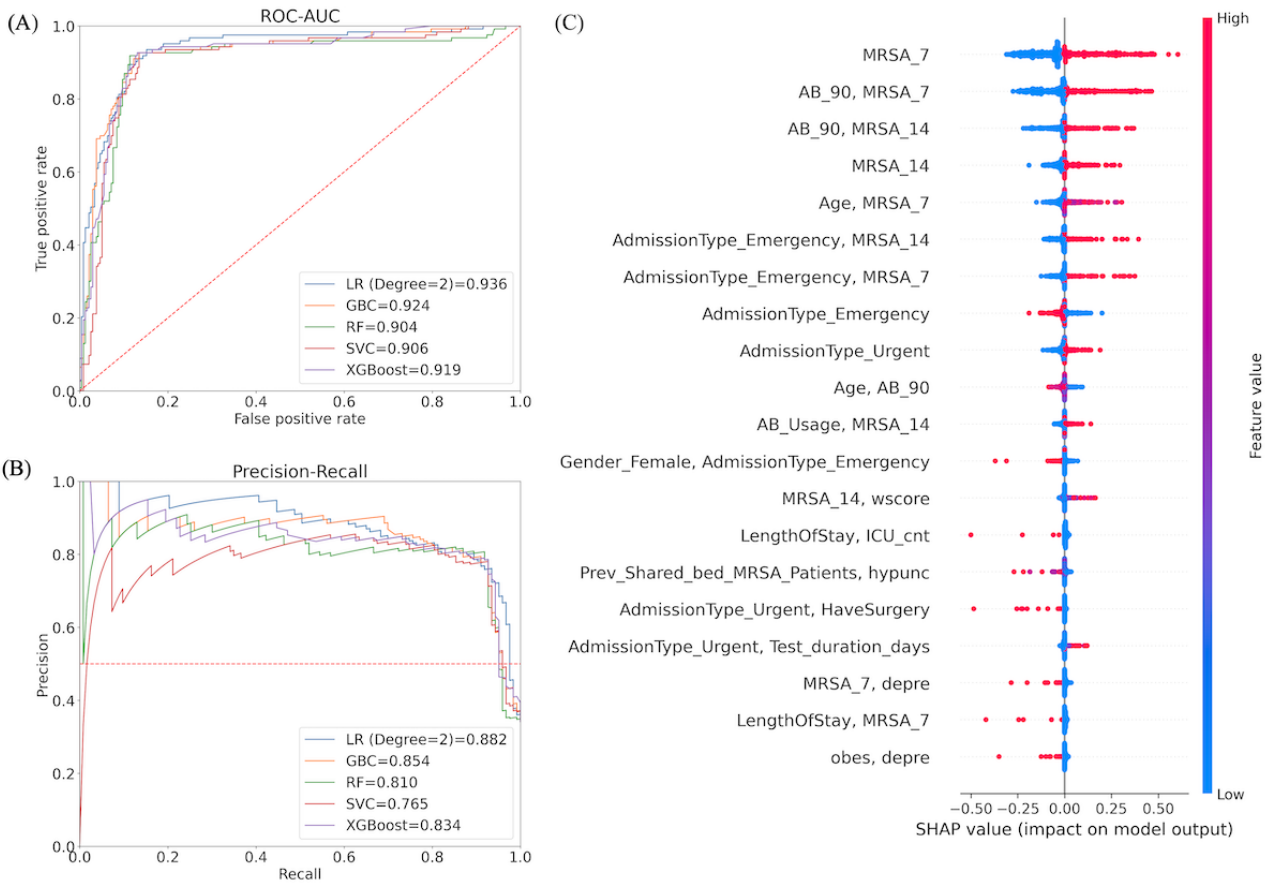 (A)
ROC-AUC
1.0
0.8
0.6
0.4
0.2
0.0
True positive rate
LR (Degree=2)=0.936
GBC=0.924
RF=0.904
SVC=0.906
XGBoost=0.919
0.0 0.2 0.4 0.6 0.8 1.0
False positive rate
(B)
Precision-Recall
1.0
0.8
0.6
0.4
0.2
0.0
Precision
LR (Degree=2)=0.882
GBC=0.854
RF=0.810
SVC=0.765
XGBoost=0.834
0.0 0.2 0.4 0.6 0.8 1.0
Recall
(C)
MRSA_7
AB_90, MRSA_7
AB_90, MRSA_14
MRSA_14
Age, MRSA_7
AdmissionType_Emergency, MRSA_14
AdmissionType_Emergency, MRSA_7
AdmissionType_Emergency
AdmissionType_Urgent
Age, AB_90
AB_Usage, MRSA_14
Gender_Female, AdmissionType_Emergency
MRSA_14, wscore
LengthOfStay, ICU_cnt
Prev_Shared_bed_MRSA_Patients, hypunc
AdmissionType_Urgent, HaveSurgery
AdmissionType_Urgent, Test_duration_days
MRSA_7, depre
LengthOfStay, MRSA_7
obes, depre
−0.50 −0.25 0.00 0.25 0.50
SHAP value (impact on model output)
High
Feature value
Low